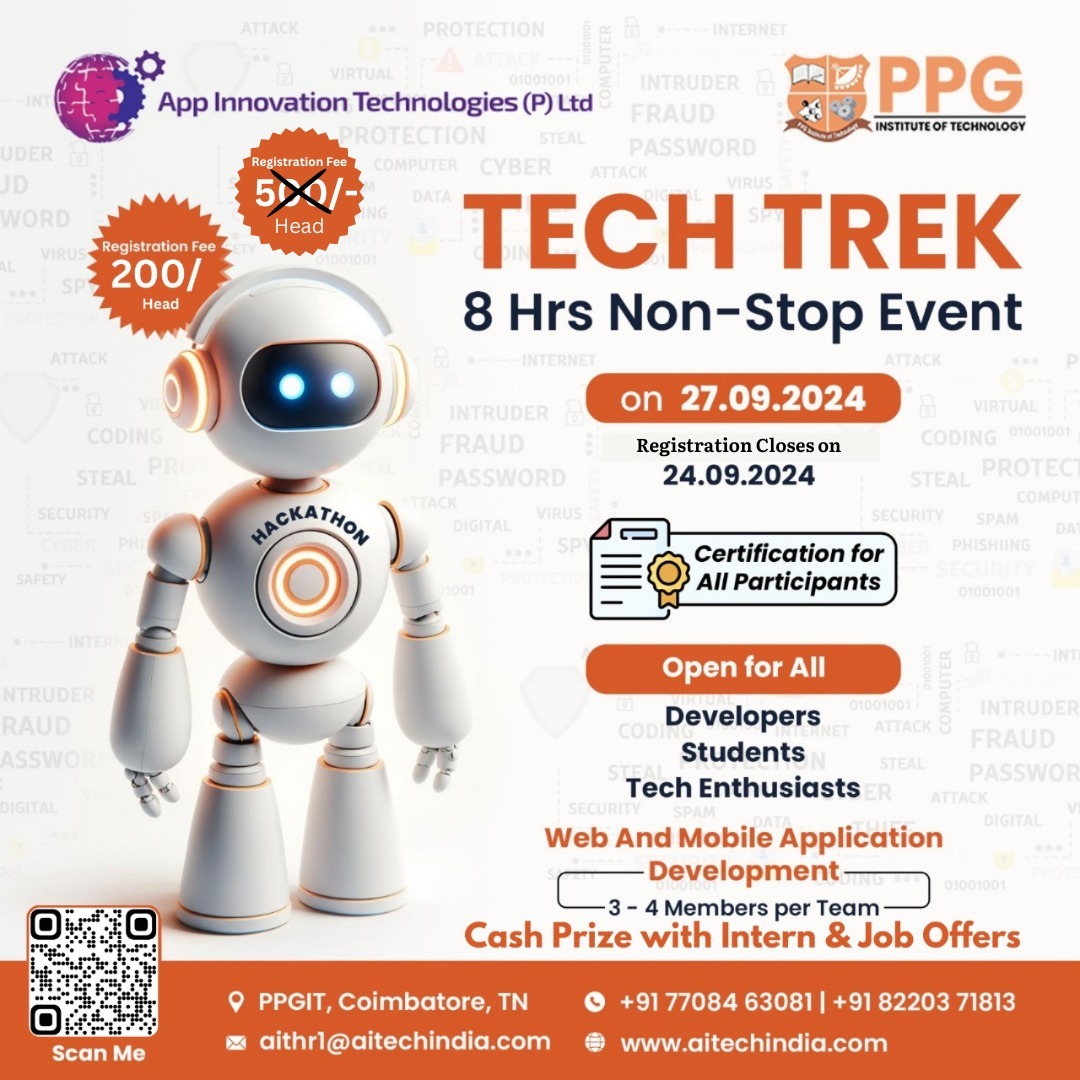 App Innovation Technologies (P) Ltd
PPG
INSTITUTE OF TECHNOLOGY
Registration Fee
500/-
Head
Registration Fee
200/
Head
TECH TREK
8 Hrs Non-Stop Event
on 27.09.2024
Registration Closes on
24.09.2024
HACKATHON
Certification for
All Participants
Open for All
Developers
Students
Tech Enthusiasts
Web And Mobile Application
Development
3 - 4 Members per Team
Cash Prize with Intern & Job Offers
Scan Me
PPGIT, Coimbatore, TN
+91 77084 63081 | +91 82203 71813
aithr1@aitechindia.com
www.aitechindia.com